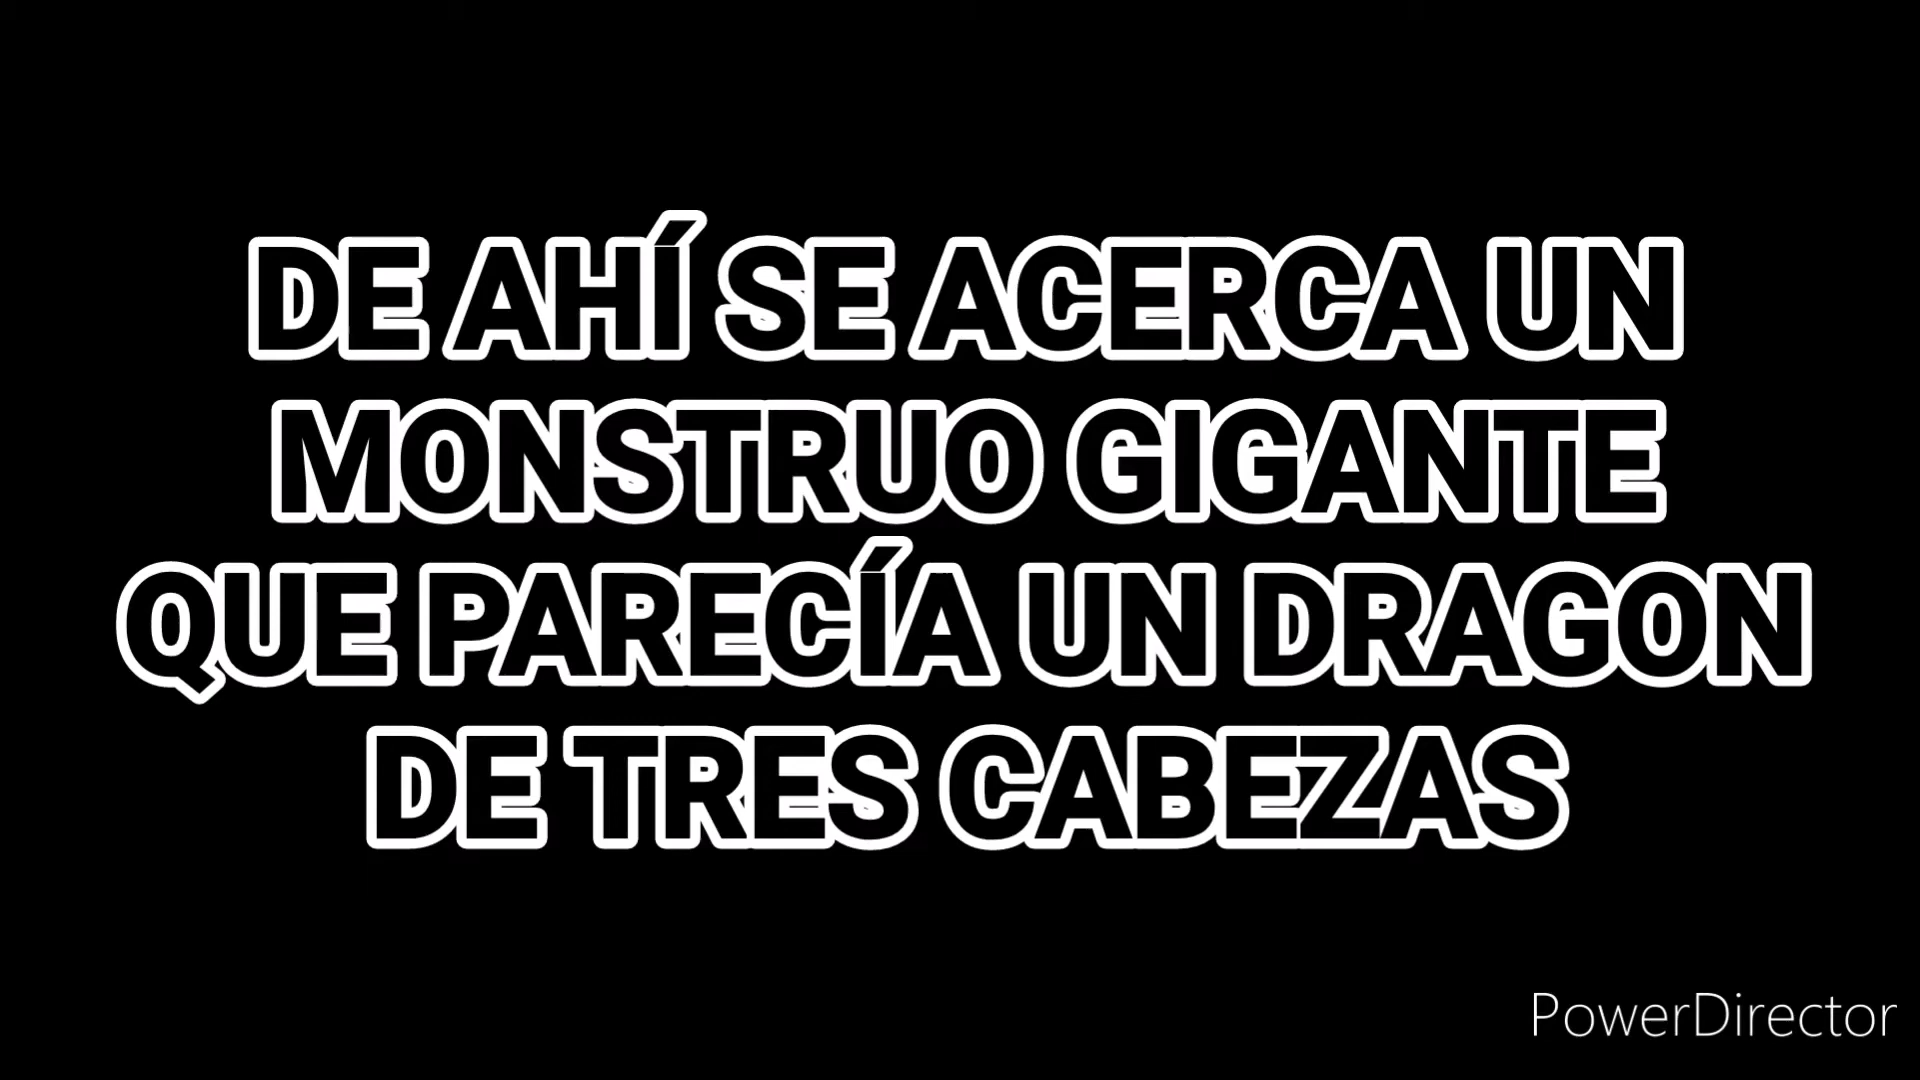 DE AHÍ SE ACERCA UN
MONSTRUO GIGANTE
QUE PARECÍA UN DRAGON
DE TRES CABEZAS
PowerDirector